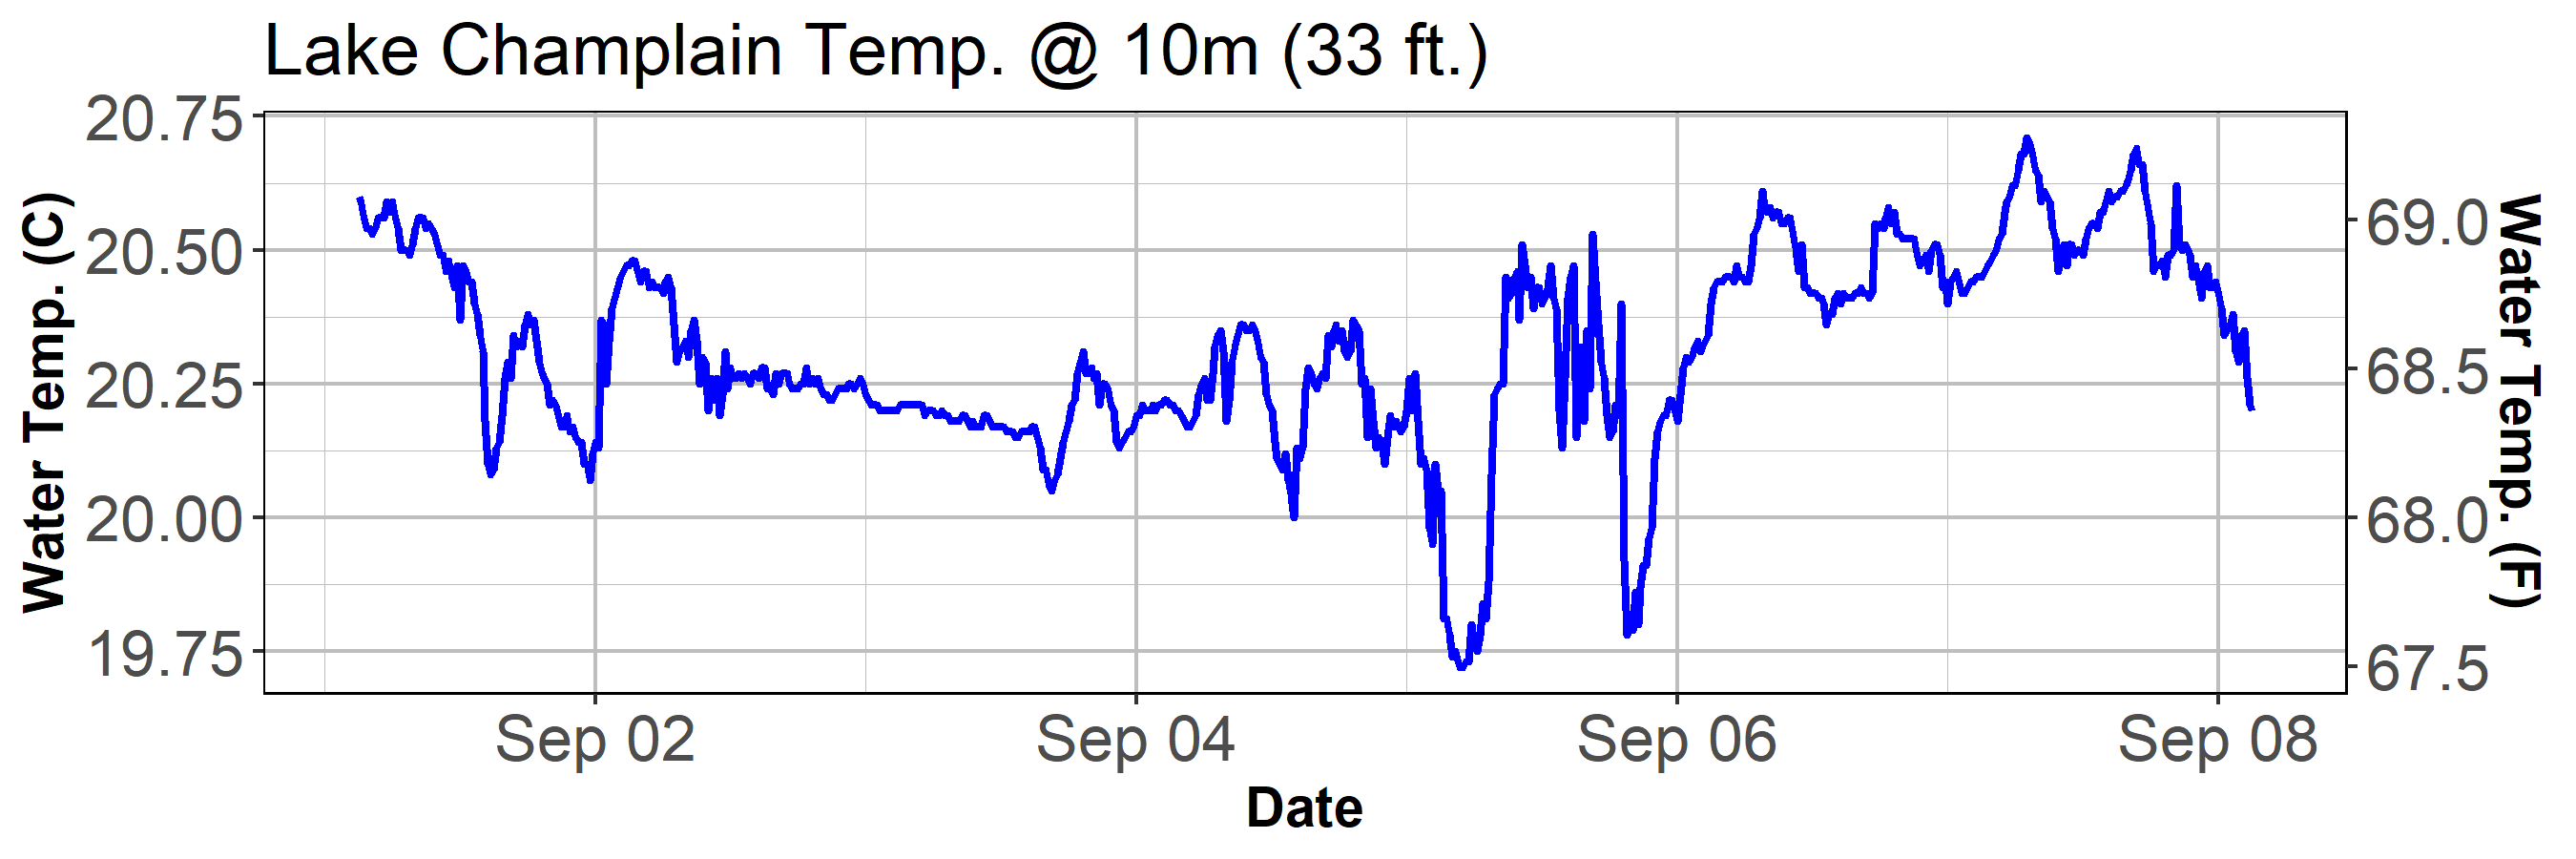 Lake Champlain Temp. @ 10m (33 ft.)
Water Temp. (C)
20.75
20.50
20.25
20.00
19.75
69.0
68.5
68.0
67.5
Water Temp. (F)
Sep 02
Sep 04
Sep 06
Sep 08
Date